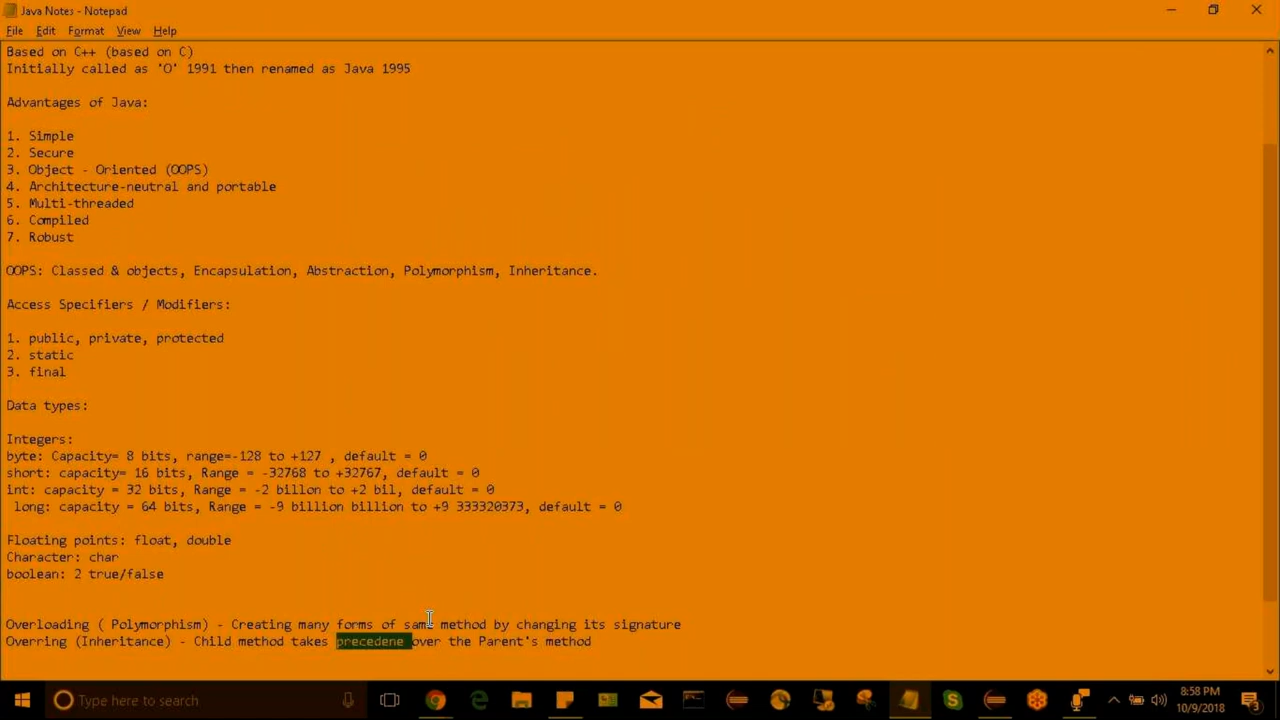 Java Notes - Notepad
File Edit Format View Help
Based on C++ (based on C)
Initially called as 'O' 1991 then renamed as Java 1995
Advantages of Java:
1. Simple
2. Secure
3. Object - Oriented (OOPS)
4. Architecture-neutral and portable
5. Multi-threaded
6. Compiled
7. Robust
OOPS: Classed & objects, Encapsulation, Abstraction, Polymorphism, Inheritance.
Access Specifiers / Modifiers:
1. public, private, protected
2. static
3. final
Data types:
Integers:
byte: Capacity= 8 bits, range=-128 to +127 , default = 0
short: capacity= 16 bits, Range = -32768 to +32767, default = 0
int: capacity = 32 bits, Range = -2 billon to +2 bil, default = 0
long: capacity = 64 bits, Range = -9 billion billion to +9 333320373, default = 0
Floating points: float, double
Character: char
boolean: 2 true/false
Overloading ( Polymorphism) - Creating many forms of same method by changing its signature
Overring (Inheritance) - Child method takes precedene over the Parent's method
Type here to search
8:58 PM
10/9/2018
3